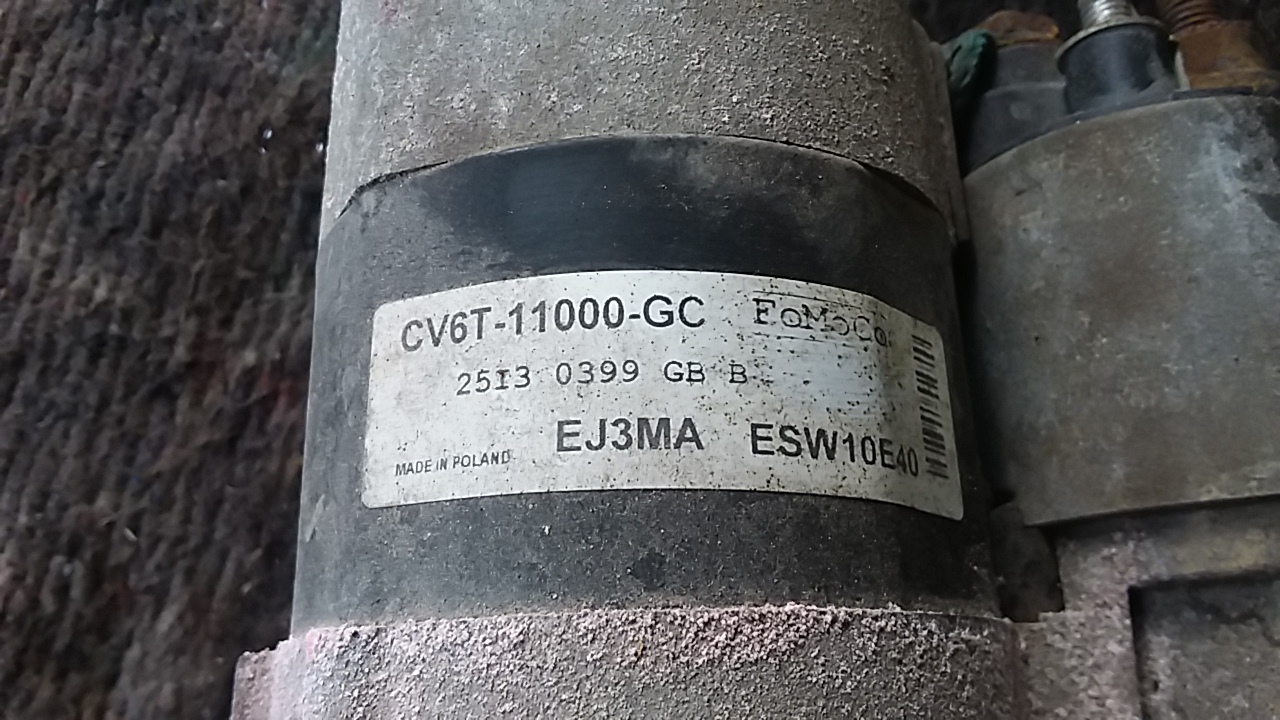 CV6T-11000-GC FoMoCo
25I3 0399 GB B
EJ3MA ESW10E40
MADE IN POLAND